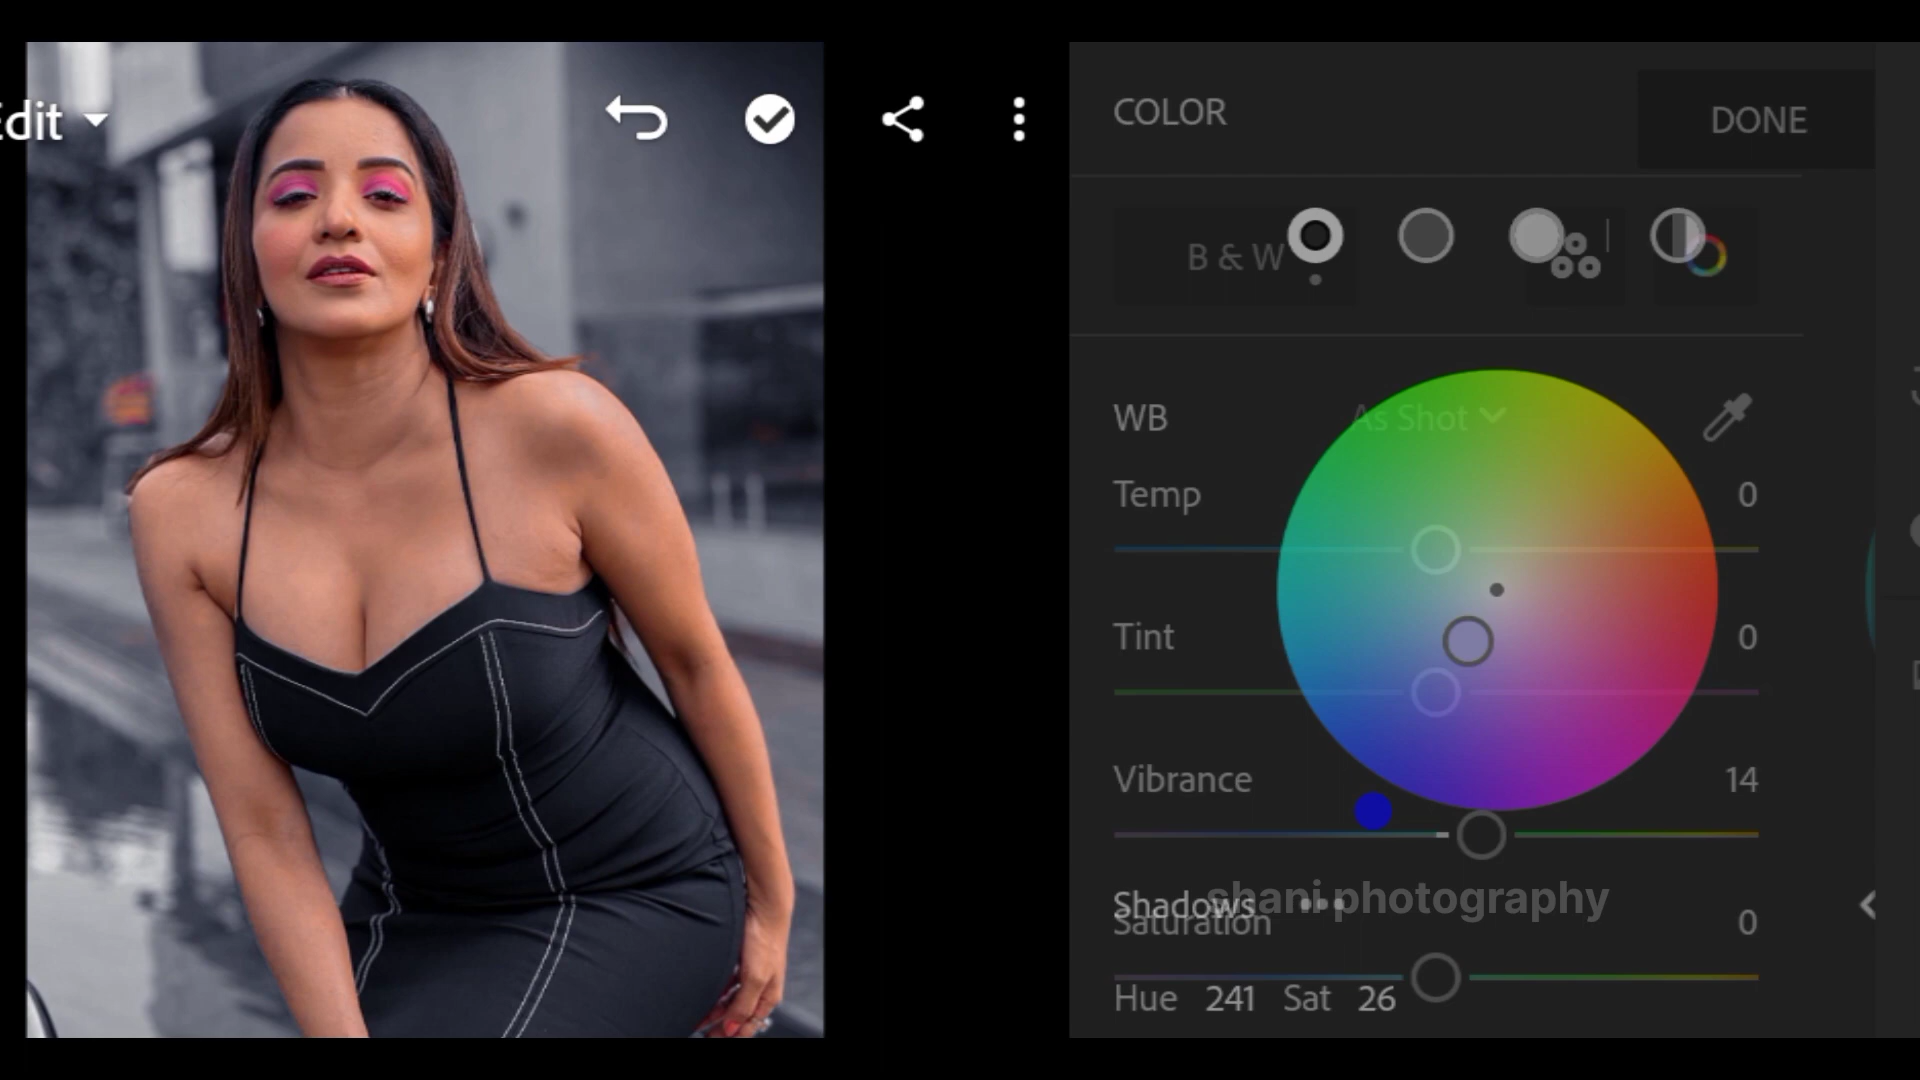 Edit
COLOR
DONE
B & W
WB
As Shot
Temp
0
Tint
0
Vibrance
14
Shadows
shani photography
Saturation
0
Hue 241 Sat 26